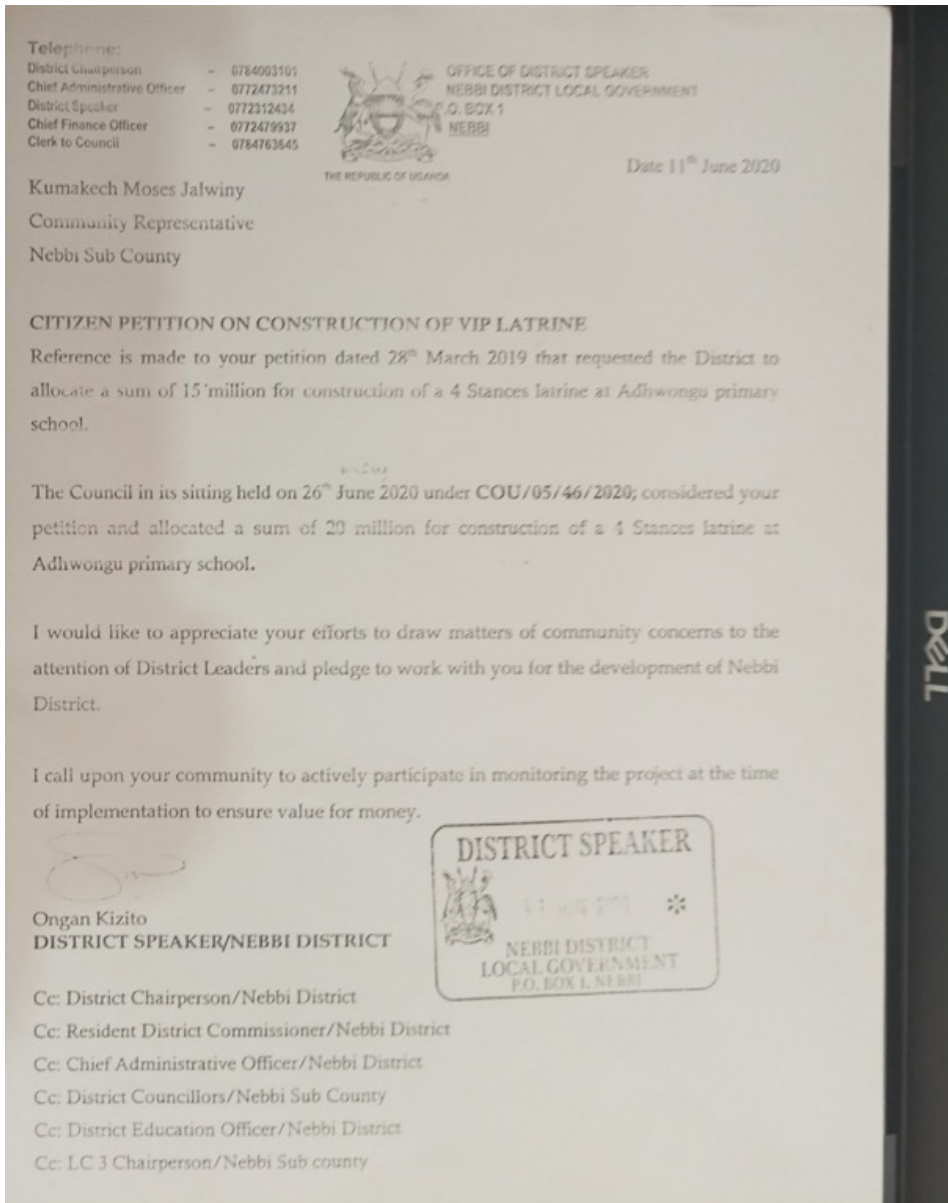 Telephone:
District Chairperson - 0784003101
Chief Administrative Officer - 0772473211
District Speaker - 0772312434
Chief Finance Officer - 0772479937
Clerk to Council - 0784763645
THE REPUBLIC OF UGANDA
OFFICE OF DISTRICT SPEAKER
NEBBI DISTRICT LOCAL GOVERNMENT
P.O. BOX 1
NEBBI
Date 11th June 2020
Kumakech Moses Jalwiny
Community Representative
Nebbi Sub County
CITIZEN PETITION ON CONSTRUCTION OF VIP LATRINE
Reference is made to your petition dated 28th March 2019 that requested the District to
allocate a sum of 15 million for construction of a 4 Stances latrine at Adhwongu primary
school.
The Council in its sitting held on 26th June 2020 under COU/05/46/2020; considered your
petition and allocated a sum of 20 million for construction of a 4 Stances latrine at
Adhwongu primary school.
I would like to appreciate your efforts to draw matters of community concerns to the
attention of District Leaders and pledge to work with you for the development of Nebbi
District.
I call upon your community to actively participate in monitoring the project at the time
of implementation to ensure value for money.
Ongan Kizito
DISTRICT SPEAKER/NEBBI DISTRICT
DISTRICT SPEAKER
NEBBI DISTRICT
LOCAL GOVERNMENT
P.O. BOX 1, NEBBI
Cc: District Chairperson/Nebbi District
Cc: Resident District Commissioner/Nebbi District
Cc: Chief Administrative Officer/Nebbi District
Cc: District Councillors/Nebbi Sub County
Cc: District Education Officer/Nebbi District
Cc: LC 3 Chairperson/Nebbi Sub county
DELL